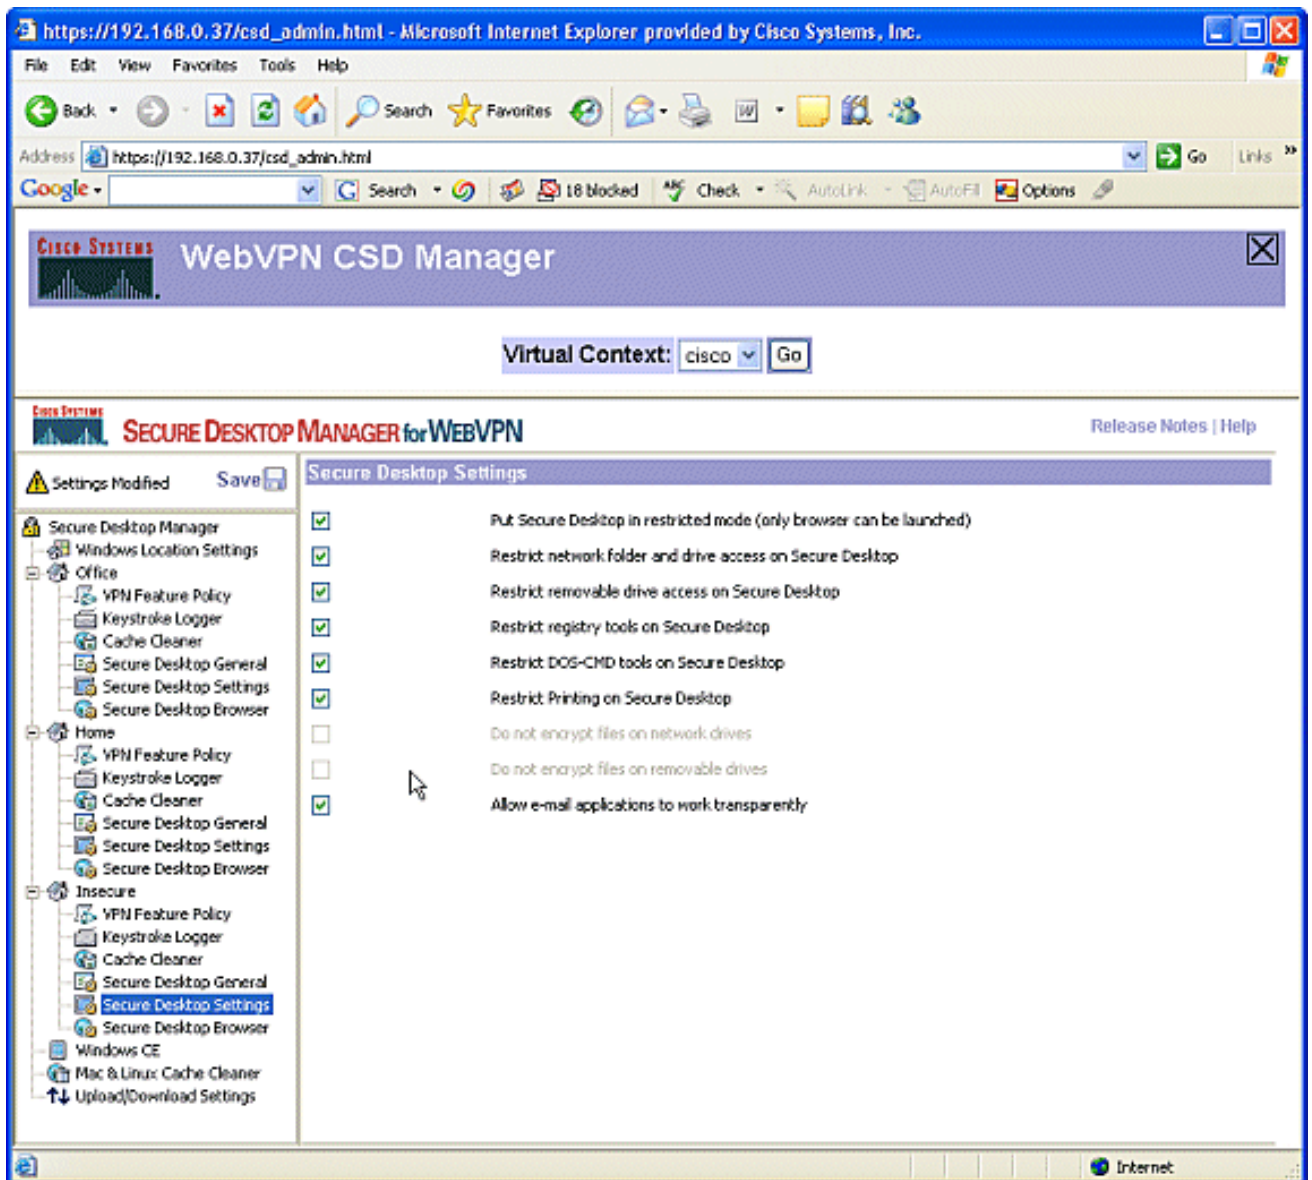 https://192.168.0.37/csd_admin.html - Microsoft Internet Explorer provided by Cisco Systems, Inc.
File Edit View Favorites Tools Help
Back Search Favorites W
Address https://192.168.0.37/csd_admin.html Go Links »
Google G Search 18 blocked ABC Check AutoLink AutoFill Options
CISCO SYSTEMS
WebVPN CSD Manager
Virtual Context: cisco Go
CISCO SYSTEMS
SECURE DESKTOP MANAGER for WEBVPN
Release Notes | Help
Settings Modified Save
Secure Desktop Manager
Windows Location Settings
Office
VPN Feature Policy
Keystroke Logger
Cache Cleaner
Secure Desktop General
Secure Desktop Settings
Secure Desktop Browser
Home
VPN Feature Policy
Keystroke Logger
Cache Cleaner
Secure Desktop General
Secure Desktop Settings
Secure Desktop Browser
Insecure
VPN Feature Policy
Keystroke Logger
Cache Cleaner
Secure Desktop General
Secure Desktop Settings
Secure Desktop Browser
Windows CE
Mac & Linux Cache Cleaner
Upload/Download Settings
Secure Desktop Settings
Put Secure Desktop in restricted mode (only browser can be launched)
Restrict network folder and drive access on Secure Desktop
Restrict removable drive access on Secure Desktop
Restrict registry tools on Secure Desktop
Restrict DOS-CMD tools on Secure Desktop
Restrict Printing on Secure Desktop
Do not encrypt files on network drives
Do not encrypt files on removable drives
Allow e-mail applications to work transparently
Internet